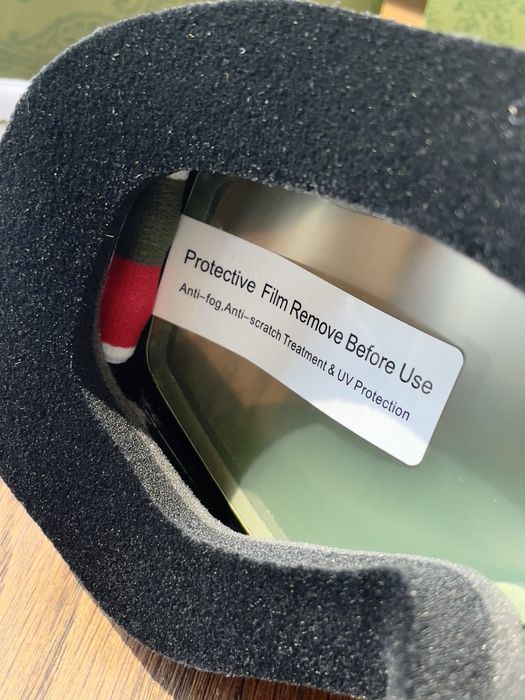 Protective Film Remove Before Use
Anti-fog,Anti-scratch Treatment & UV Protection